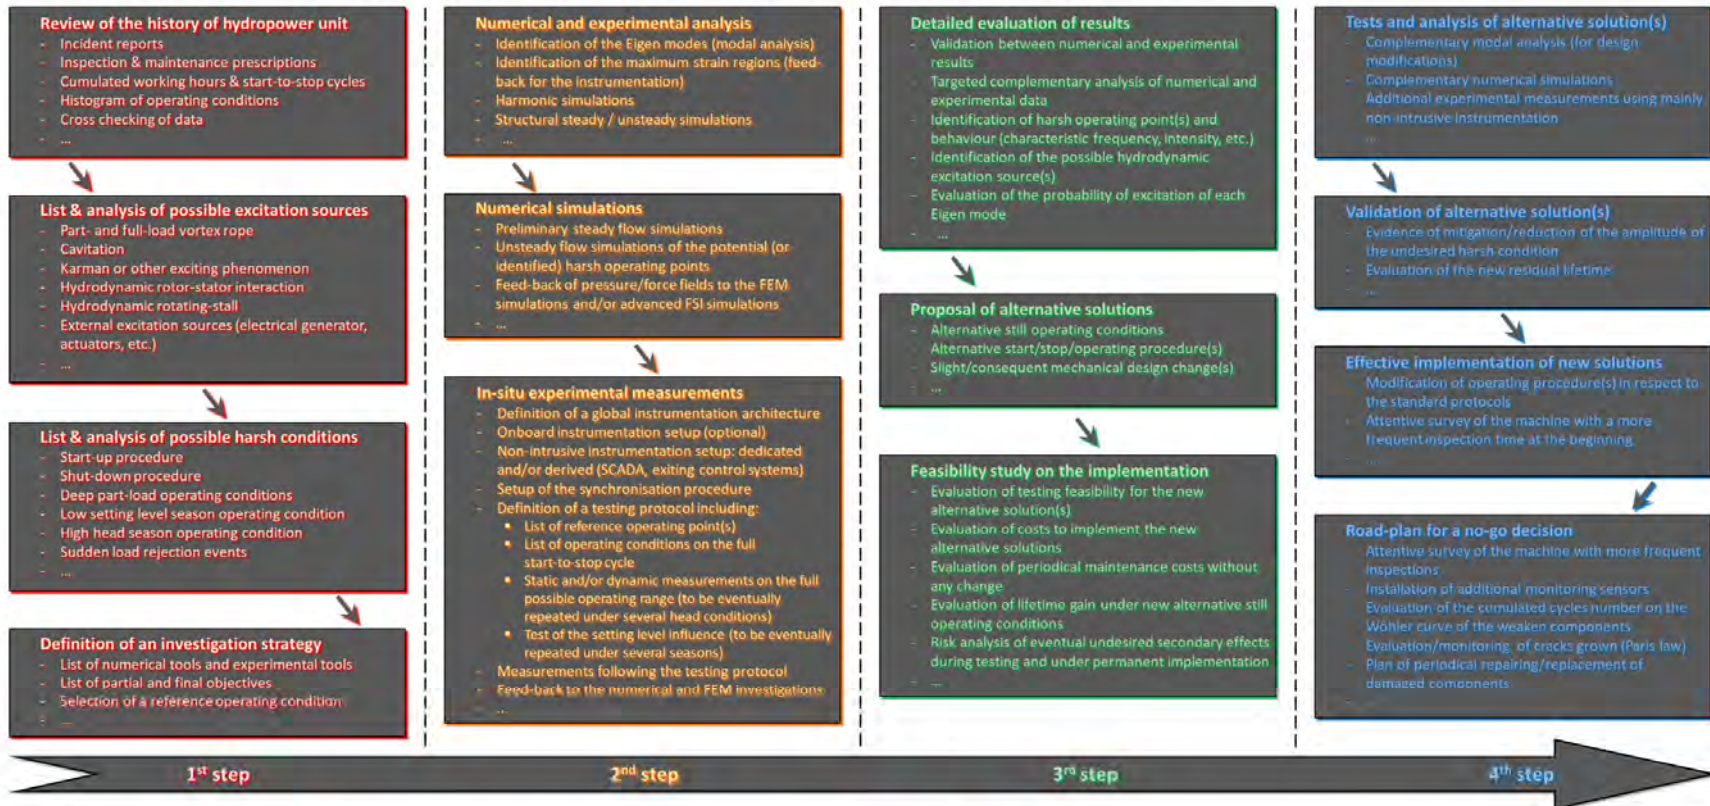 Review of the history of hydropower unit
- Incident reports
- Inspection & maintenance prescriptions
- Cumulated working hours & start-to-stop cycles
- Histogram of operating conditions
- Cross checking of data
- ...
List & analysis of possible excitation sources
- Part- and full-load vortex rope
- Cavitation
- Karman or other exciting phenomenon
- Hydrodynamic rotor-stator interaction
- Hydrodynamic rotating-stall
- External excitation sources (electrical generator,
actuators, etc.)
- ...
List & analysis of possible harsh conditions
- Start-up procedure
- Shut-down procedure
- Deep part-load operating conditions
- Low setting level season operating condition
- High head season operating condition
- Sudden load rejection events
- ...
Definition of an investigation strategy
- List of numerical tools and experimental tools
- List of partial and final objectives
- Selection of a reference operating condition
- ...
Numerical and experimental analysis
- Identification of the Eigen modes (modal analysis)
- Identification of the maximum strain regions (feed-
back for the instrumentation)
- Harmonic simulations
- Structural steady / unsteady simulations
- ...
Numerical simulations
- Preliminary steady flow simulations
- Unsteady flow simulations of the potential (or
identified) harsh operating points
- Feed-back of pressure/force fields to the FEM
simulations and/or advanced FSI simulations
- ...
In-situ experimental measurements
- Definition of a global instrumentation architecture
- Onboard instrumentation setup (optional)
- Non-intrusive instrumentation setup: dedicated
and/or derived (SCADA, exiting control systems)
- Setup of the synchronisation procedure
- Definition of a testing protocol including:
▪ List of reference operating point(s)
▪ List of operating conditions on the full
start-to-stop cycle
▪ Static and/or dynamic measurements on the full
possible operating range (to be eventually
repeated under several head conditions)
▪ Test of the setting level influence (to be eventually
repeated under several seasons)
- Measurements following the testing protocol
- Feed-back to the numerical and FEM investigations
- ...
Detailed evaluation of results
- Validation between numerical and experimental
results
- Targeted complementary analysis of numerical and
experimental data
- Identification of harsh operating point(s) and
behaviour (characteristic frequency, intensity, etc.)
- Identification of the possible hydrodynamic
excitation source(s)
- Evaluation of the probability of excitation of each
Eigen mode
- ...
Proposal of alternative solutions
- Alternative still operating conditions
- Alternative start/stop/operating procedure(s)
- Slight/consequent mechanical design change(s)
- ...
Feasibility study on the implementation
- Evaluation of testing feasibility for the new
alternative solution(s)
- Evaluation of costs to implement the new
alternative solutions
- Evaluation of periodical maintenance costs without
any change
- Evaluation of lifetime gain under new alternative still
operating conditions
- Risk analysis of eventual undesired secondary effects
during testing and under permanent implementation
- ...
Tests and analysis of alternative solution(s)
- Complementary modal analysis (for design
modifications)
- Complementary numerical simulations
- Additional experimental measurements using mainly
non-intrusive instrumentation
- ...
Validation of alternative solution(s)
- Evidence of mitigation/reduction of the amplitude of
the undesired harsh condition
- Evaluation of the new residual lifetime
- ...
Effective implementation of new solutions
- Modification of operating procedure(s) in respect to
the standard protocols
- Attentive survey of the machine with a more
frequent inspection time at the beginning
- ...
Road-plan for a no-go decision
- Attentive survey of the machine with more frequent
inspections
- Installation of additional monitoring sensors
- Evaluation of the cumulated cycles number on the
Wöhler curve of the weaken components
- Evaluation/monitoring of cracks grown (Paris law)
- Plan of periodical repairing/replacement of
damaged components
- ...
1st step
2nd step
3rd step
4th step